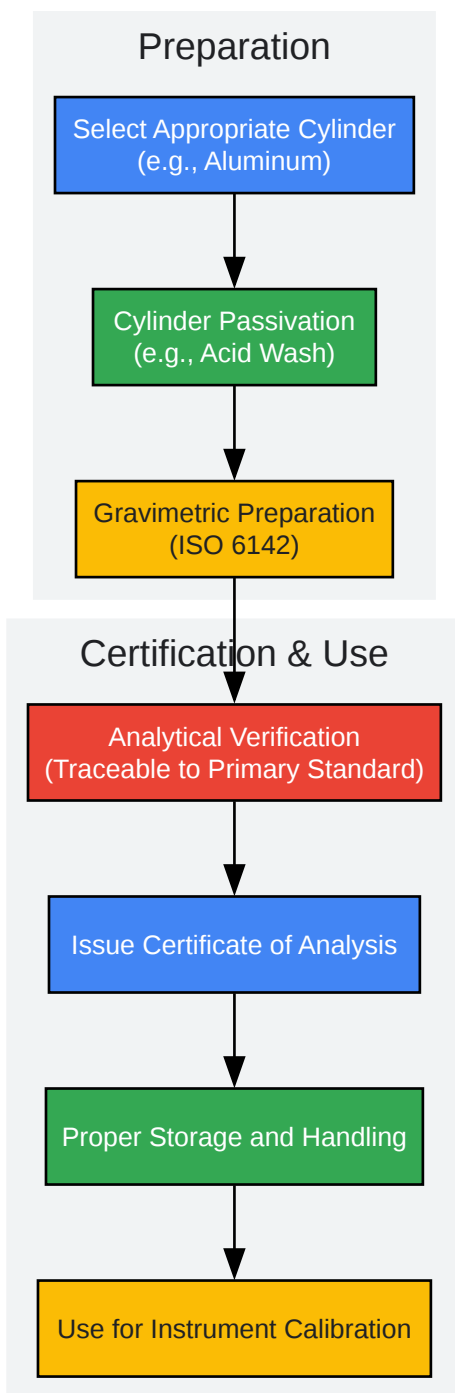 Preparation
Select Appropriate Cylinder
(e.g., Aluminum)
Cylinder Passivation
(e.g., Acid Wash)
Gravimetric Preparation
(ISO 6142)
Certification & Use
Analytical Verification
(Traceable to Primary Standard)
Issue Certificate of Analysis
Proper Storage and Handling
Use for Instrument Calibration